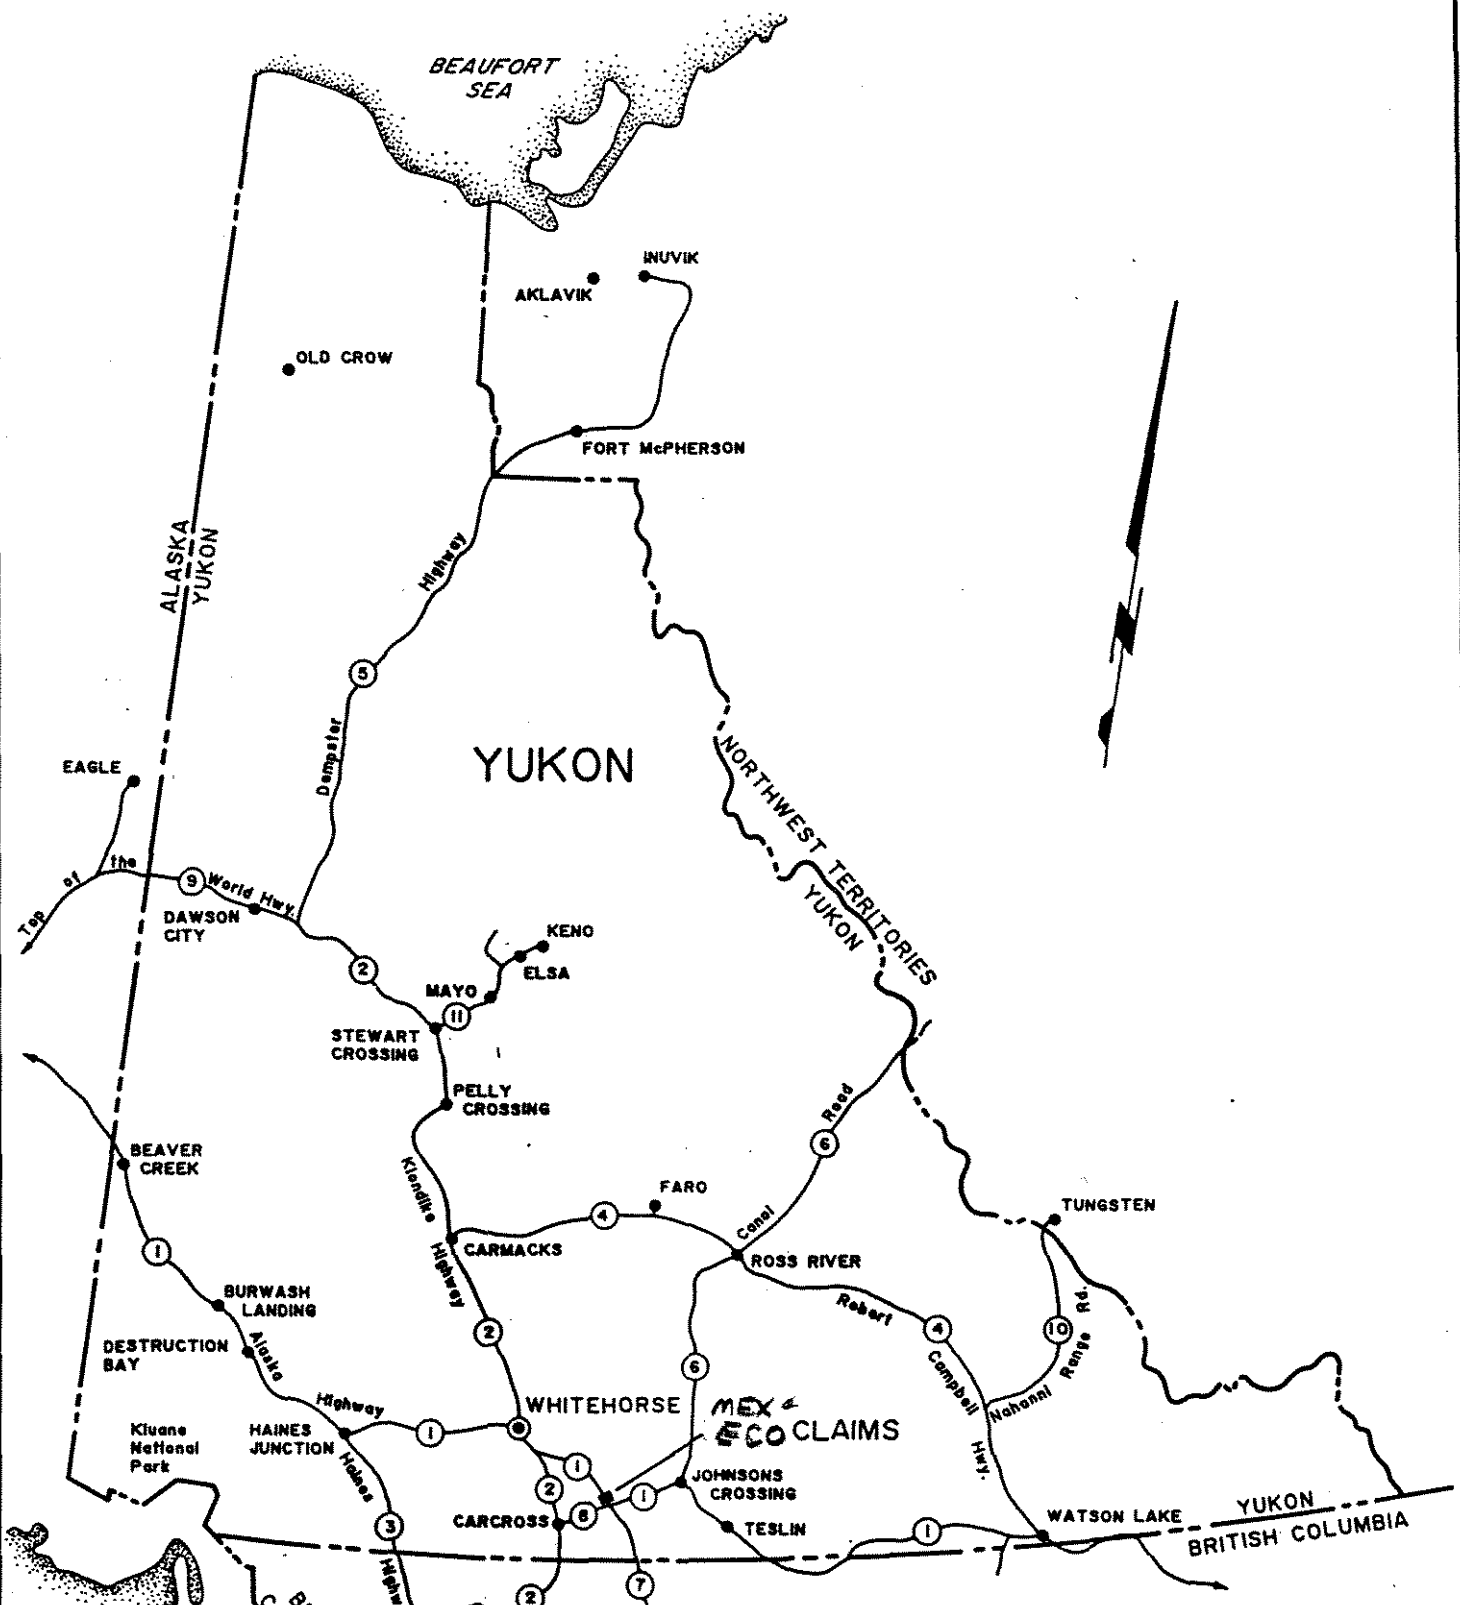 BEAUFORT
SEA
INUVIK
AKLAVIK
OLD CROW
FORT McPHERSON
ALASKA
YUKON
Highway
5
Dempster
YUKON
NORTHWEST TERRITORIES
YUKON
EAGLE
Top of the
9
World Hwy.
DAWSON
CITY
2
KENO
ELSA
MAYO
11
STEWART
CROSSING
PELLY
CROSSING
Road
6
Canal
BEAVER
CREEK
Klondike
FARO
4
TUNGSTEN
CARMACKS
Highway
ROSS RIVER
1
BURWASH
LANDING
Robert
4
10
Nahanni Range Rd.
DESTRUCTION
BAY
Alaska
2
6
Campbell
Highway
WHITEHORSE
MEX &
ECO CLAIMS
Kluane
National
Park
HAINES
JUNCTION
1
Haines
Hwy.
1
2
JOHNSONS
CROSSING
1
CARCROSS
8
3
TESLIN
1
WATSON LAKE
YUKON
BRITISH COLUMBIA
2
7